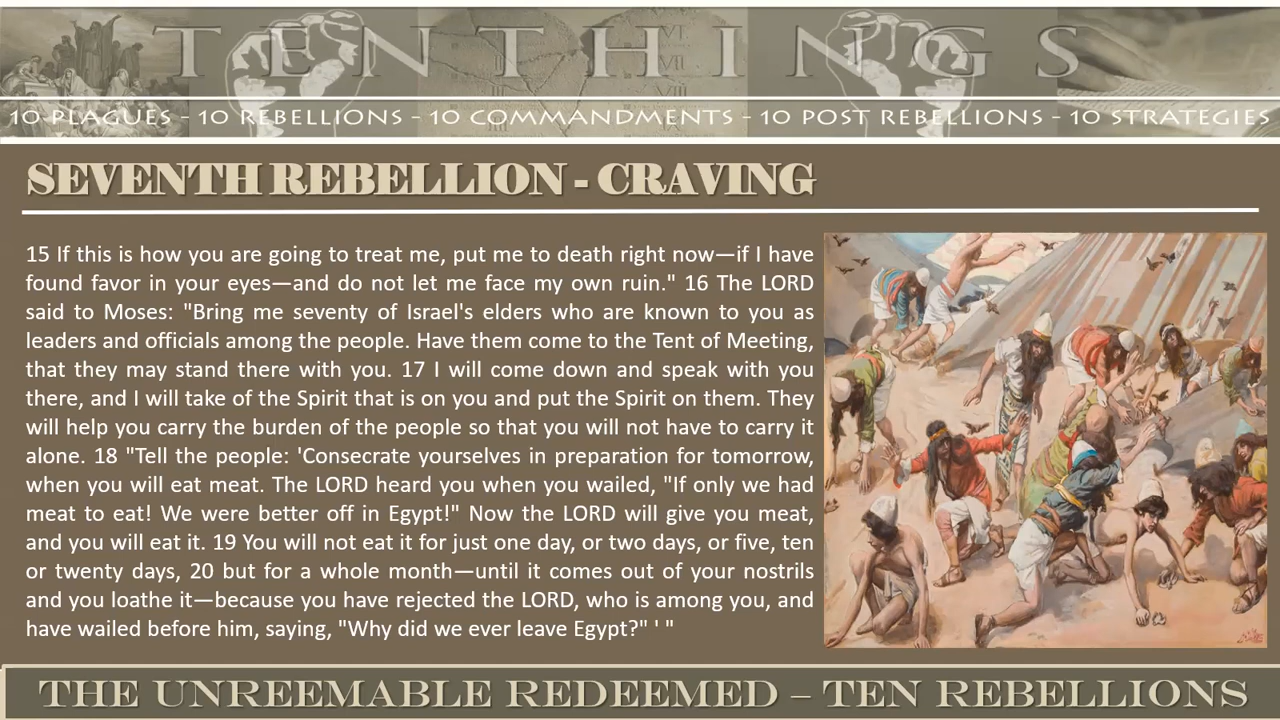 TEN THINGS
10 PLAGUES - 10 REBELLIONS - 10 COMMANDMENTS - 10 POST REBELLIONS - 10 STRATEGIES
SEVENTH REBELLION - CRAVING
15 If this is how you are going to treat me, put me to death right now—if I have
found favor in your eyes—and do not let me face my own ruin." 16 The LORD
said to Moses: "Bring me seventy of Israel's elders who are known to you as
leaders and officials among the people. Have them come to the Tent of Meeting,
that they may stand there with you. 17 I will come down and speak with you
there, and I will take of the Spirit that is on you and put the Spirit on them. They
will help you carry the burden of the people so that you will not have to carry it
alone. 18 "Tell the people: 'Consecrate yourselves in preparation for tomorrow,
when you will eat meat. The LORD heard you when you wailed, "If only we had
meat to eat! We were better off in Egypt!" Now the LORD will give you meat,
and you will eat it. 19 You will not eat it for just one day, or two days, or five, ten
or twenty days, 20 but for a whole month—until it comes out of your nostrils
and you loathe it—because you have rejected the LORD, who is among you, and
have wailed before him, saying, "Why did we ever leave Egypt?" ' "
THE UNREEMABLE REDEEMED – TEN REBELLIONS